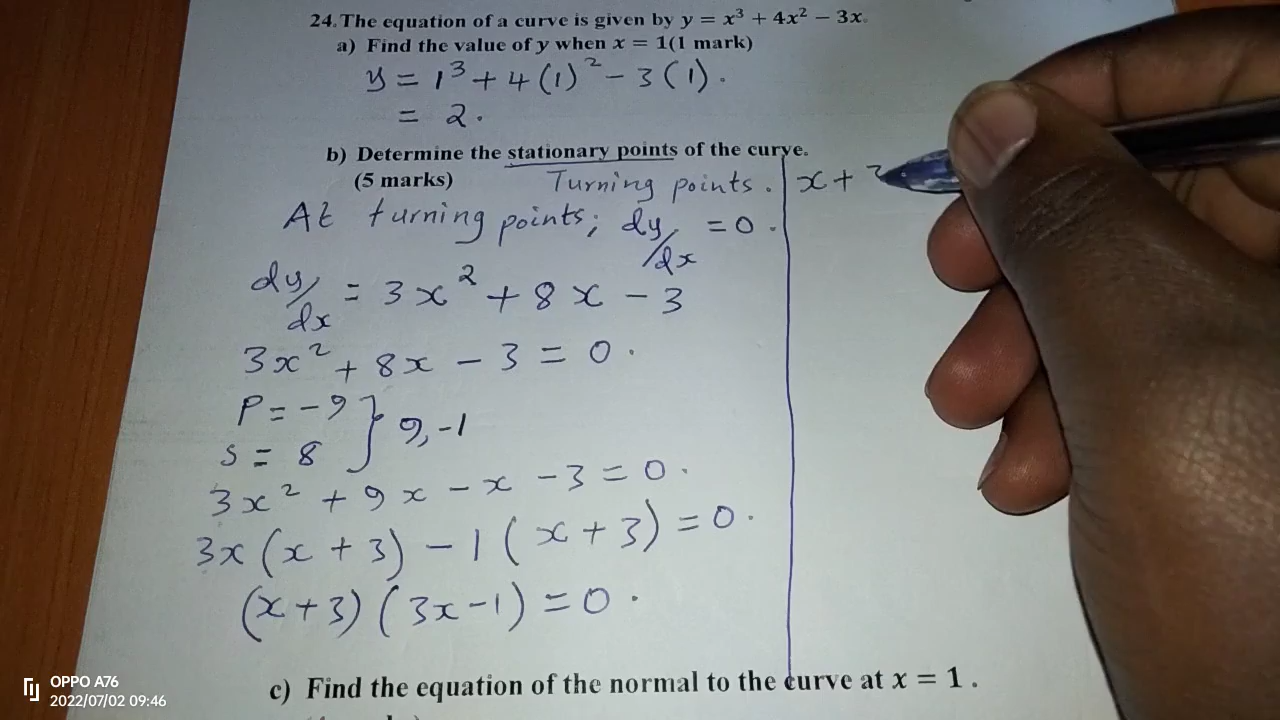 24. The equation of a curve is given by y = x³ + 4x² − 3x.
a) Find the value of y when x = 1(1 mark)
y = 1³ + 4(1)² − 3(1).
= 2.
b) Determine the stationary points of the curve.
(5 marks) Turning points.
At turning points; dy/dx = 0.
dy/dx = 3x² + 8x − 3
3x² + 8x − 3 = 0.
P = −9
S = 8 } 9, −1
3x² + 9x − x − 3 = 0.
3x(x + 3) − 1(x + 3) = 0.
(x + 3)(3x − 1) = 0.
x +
c) Find the equation of the normal to the curve at x = 1.
OPPO A76
2022/07/02 09:46